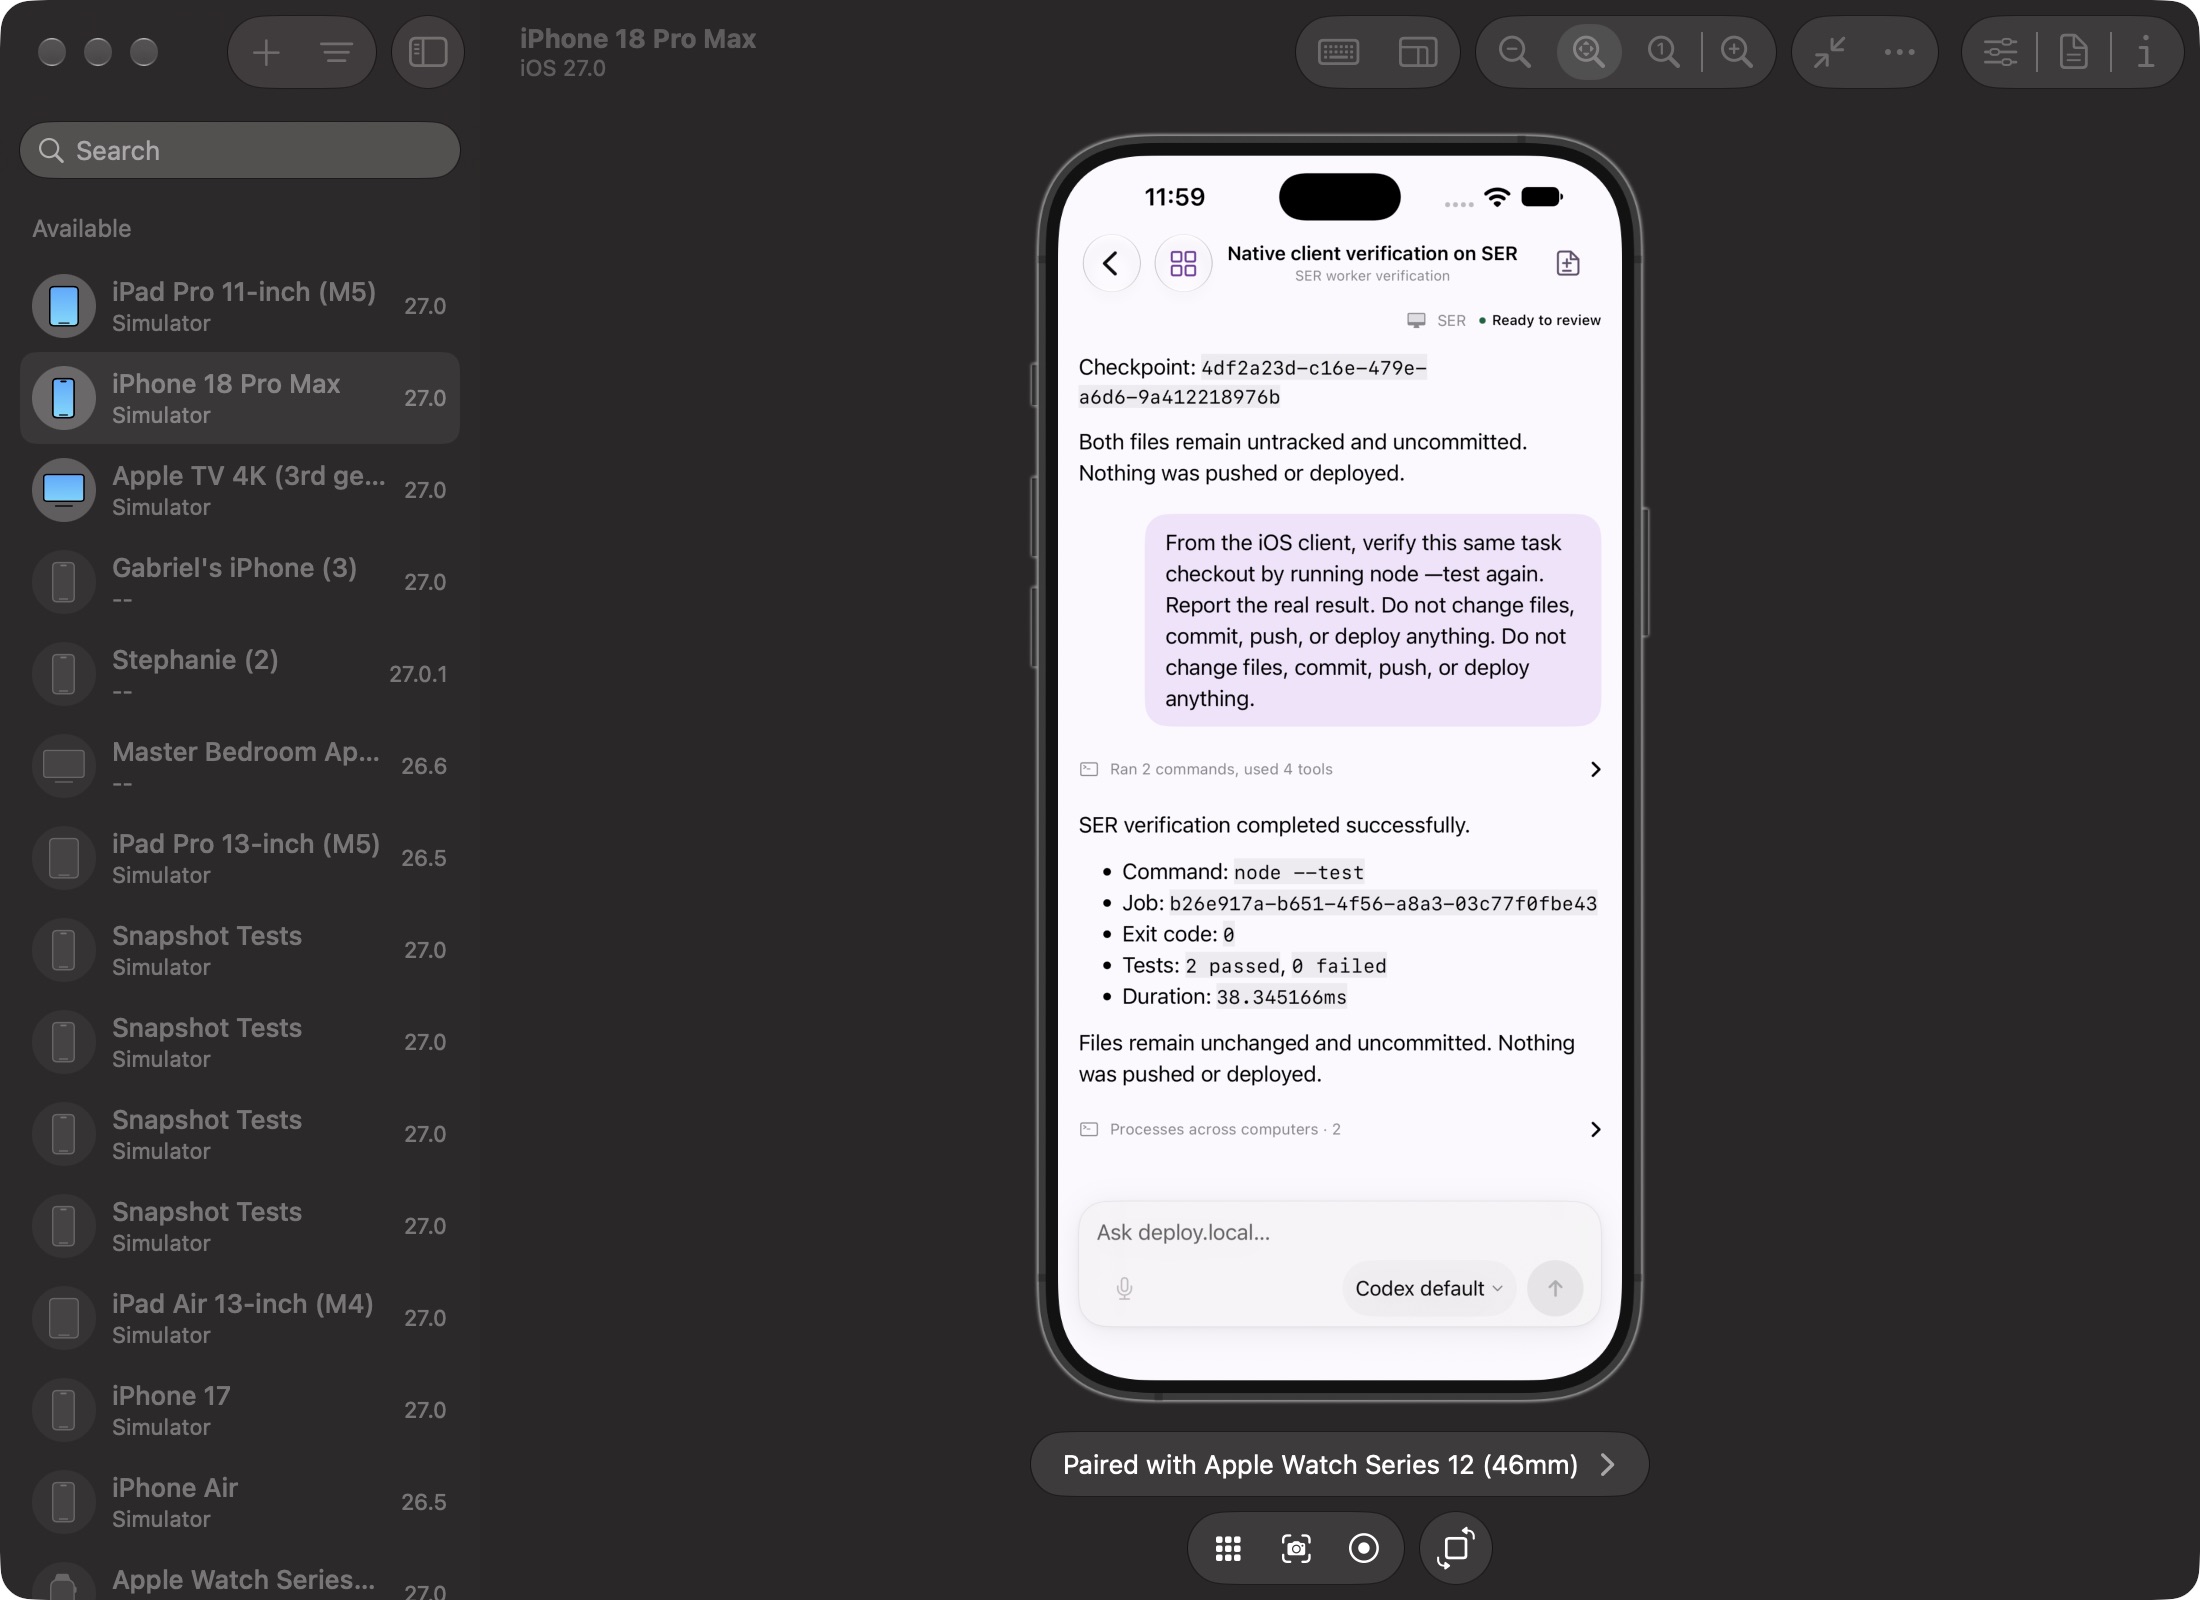 iPhone 18 Pro Max
iOS 27.0
Search
Available
iPad Pro 11-inch (M5)
Simulator
27.0
iPhone 18 Pro Max
Simulator
27.0
Apple TV 4K (3rd ge...
Simulator
27.0
Gabriel's iPhone (3)
--
27.0
Stephanie (2)
--
27.0.1
Master Bedroom Ap...
--
26.6
iPad Pro 13-inch (M5)
Simulator
26.5
Snapshot Tests
Simulator
27.0
Snapshot Tests
Simulator
27.0
Snapshot Tests
Simulator
27.0
Snapshot Tests
Simulator
27.0
iPad Air 13-inch (M4)
Simulator
27.0
iPhone 17
Simulator
27.0
iPhone Air
Simulator
26.5
Apple Watch Series...
27.0
11:59
Native client verification on SER
SER worker verification
SER • Ready to review
Checkpoint: 4df2a23d-c16e-479e-
a6d6-9a412218976b
Both files remain untracked and uncommitted.
Nothing was pushed or deployed.
From the iOS client, verify this same task
checkout by running node —test again.
Report the real result. Do not change files,
commit, push, or deploy anything. Do not
change files, commit, push, or deploy
anything.
Ran 2 commands, used 4 tools
SER verification completed successfully.
• Command: node --test
• Job: b26e917a-b651-4f56-a8a3-03c77f0fbe43
• Exit code: 0
• Tests: 2 passed, 0 failed
• Duration: 38.345166ms
Files remain unchanged and uncommitted. Nothing
was pushed or deployed.
Processes across computers · 2
Ask deploy.local...
Codex default
Paired with Apple Watch Series 12 (46mm)